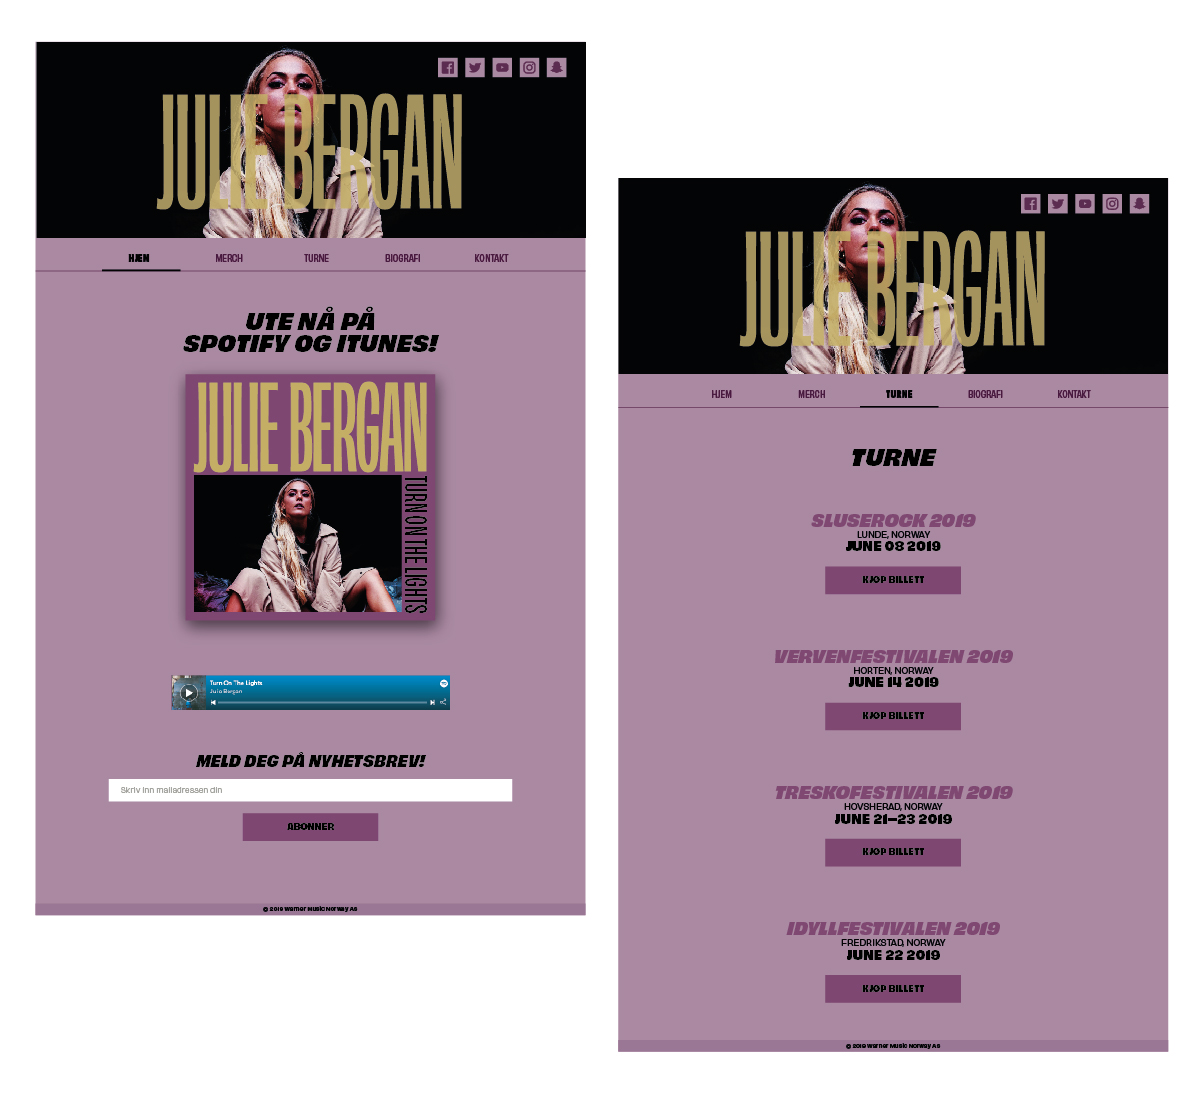 JULIE BERGAN
HJEM MERCH TURNE BIOGRAFI KONTAKT
UTE NÅ PÅ
SPOTIFY OG ITUNES!
JULIE BERGAN
TURN ON THE LIGHTS
Turn On The Lights
Julie Bergan
MELD DEG PÅ NYHETSBREV!
Skriv inn mailadressen din
ABONNER
© 2019 Warner Music Norway AS
JULIE BERGAN
HJEM MERCH TURNE BIOGRAFI KONTAKT
TURNE
SLUSEROCK 2019
LUNDE, NORWAY
JUNE 08 2019
KJØP BILLETT
VERVENFESTIVALEN 2019
HORTEN, NORWAY
JUNE 14 2019
KJØP BILLETT
TRESKOFESTIVALEN 2019
HOVSHERAD, NORWAY
JUNE 21–23 2019
KJØP BILLETT
IDYLLFESTIVALEN 2019
FREDRIKSTAD, NORWAY
JUNE 22 2019
KJØP BILLETT
© 2019 Warner Music Norway AS